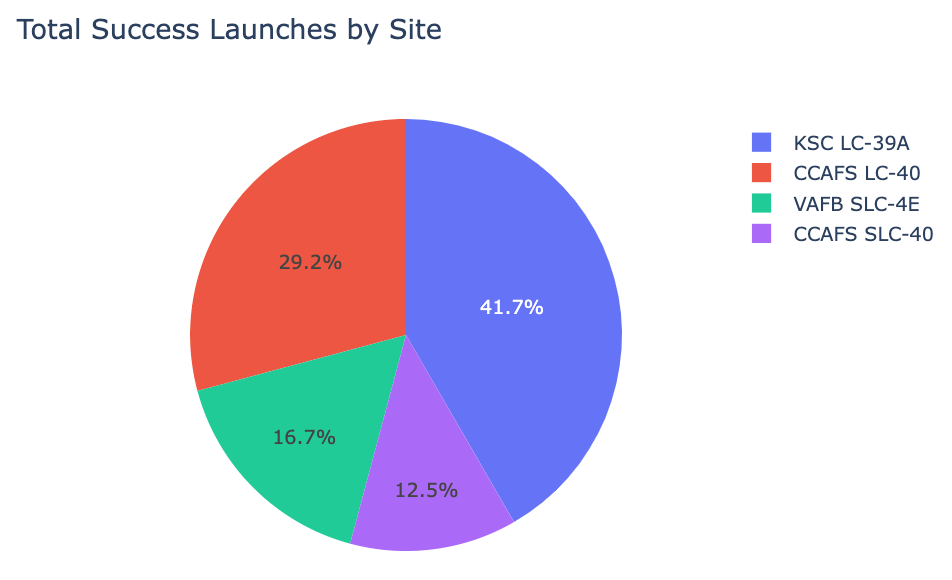 Total Success Launches by Site
KSC LC-39A
CCAFS LC-40
VAFB SLC-4E
CCAFS SLC-40
29.2%
41.7%
16.7%
12.5%